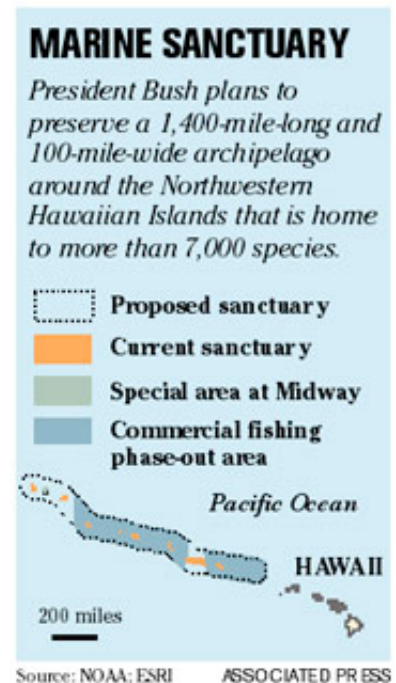 MARINE SANCTUARY
President Bush plans to
preserve a 1,400-mile-long and
100-mile-wide archipelago
around the Northwestern
Hawaiian Islands that is home
to more than 7,000 species.
Proposed sanctuary
Current sanctuary
Special area at Midway
Commercial fishing
phase-out area
Pacific Ocean
HAWAII
200 miles
Source: NOAA; ESRI ASSOCIATED PRESS